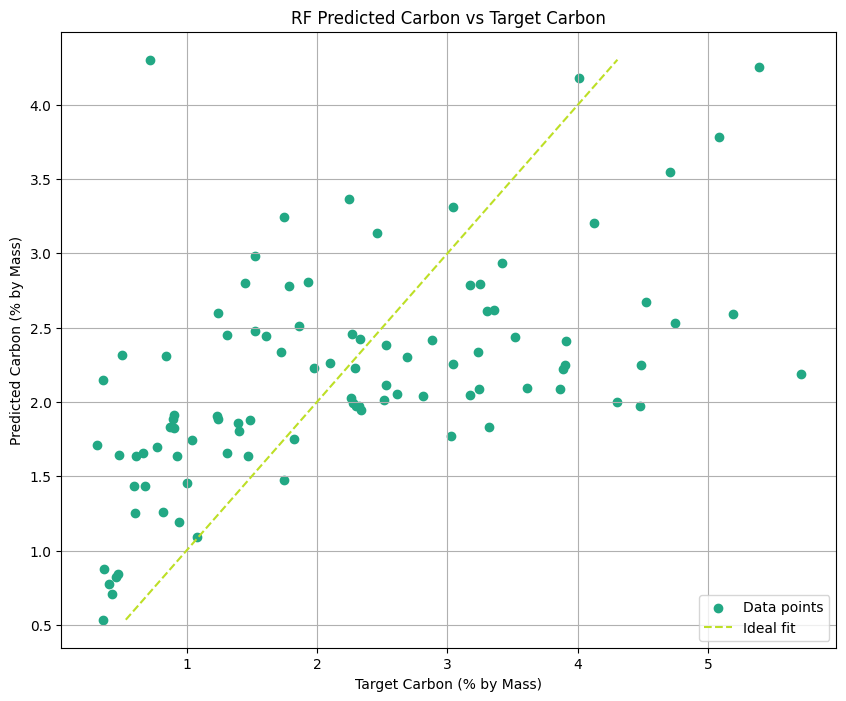 RF Predicted Carbon vs Target Carbon
Predicted Carbon (% by Mass)
4.0
3.5
3.0
2.5
2.0
1.5
1.0
0.5
Data points
Ideal fit
1 2 3 4 5
Target Carbon (% by Mass)